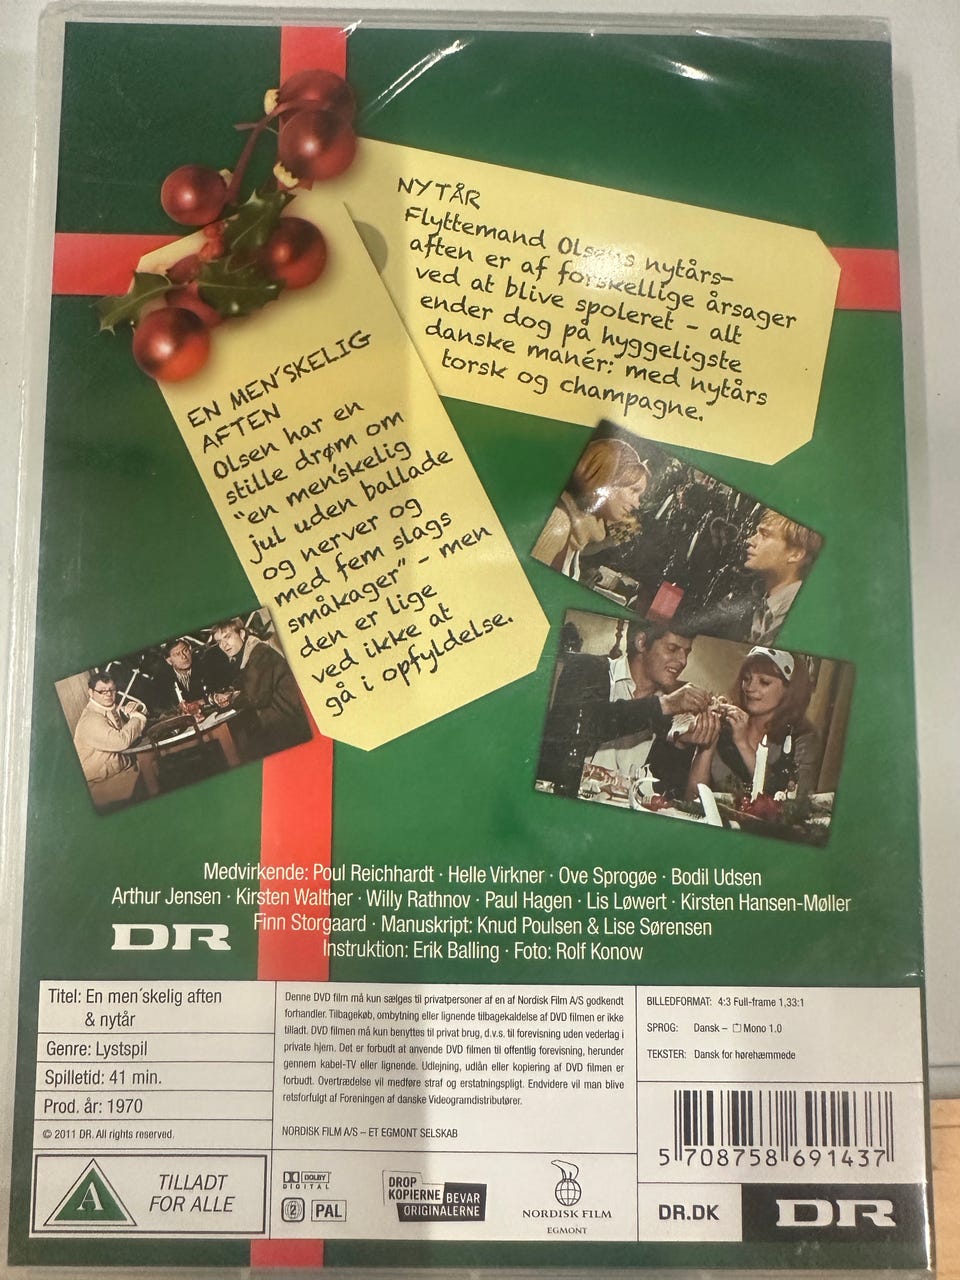 NYTÅR
Flyttemand Olsens nytårs-
aften er af forskellige årsager
ved at blive spoleret - alt
ender dog på hyggeligste
danske manér: med nytårs
torsk og champagne.
EN MEN'SKELIG
AFTEN
Olsen har en
stille drøm om
"en men'skelig
jul uden ballade
og nerver og
med fem slags
småkager" - men
den er lige
ved ikke at
gå i opfyldelse.
Medvirkende: Poul Reichhardt · Helle Virkner · Ove Sprogøe · Bodil Udsen
Arthur Jensen · Kirsten Walther · Willy Rathnov · Paul Hagen · Lis Løwert · Kirsten Hansen-Møller
Finn Storgaard · Manuskript: Knud Poulsen & Lise Sørensen
Instruktion: Erik Balling · Foto: Rolf Konow
DR
Titel: En men´skelig aften
& nytår
Genre: Lystspil
Spilletid: 41 min.
Prod. år: 1970
© 2011 DR. All rights reserved.
A
TILLADT
FOR ALLE
Denne DVD film må kun sælges til privatpersoner af en af Nordisk Film A/S godkendt
forhandler. Tilbagekøb, ombytning eller lignende tilbagekaldelse af DVD filmen er ikke
tilladt. DVD filmen må kun benyttes til privat brug, d.v.s. til forevisning uden vederlag i
private hjem. Det er forbudt at anvende DVD filmen til offentlig forevisning, herunder
gennem kabel-TV eller lignende. Udlejning, udlån eller kopiering af DVD filmen er
forbudt. Overtrædelse vil medføre straf og erstatningspligt. Endvidere vil man blive
retsforfulgt af Foreningen af danske Videogramdistributører.
NORDISK FILM A/S – ET EGMONT SELSKAB
DOLBY
DIGITAL
2
PAL
DROP
KOPIERNE BEVAR
ORIGINALERNE
NORDISK FILM
EGMONT
BILLEDFORMAT: 4:3 Full-frame 1,33:1
SPROG: Dansk – Mono 1.0
TEKSTER: Dansk for hørehæmmede
5 708758 691437
DR.DK
DR